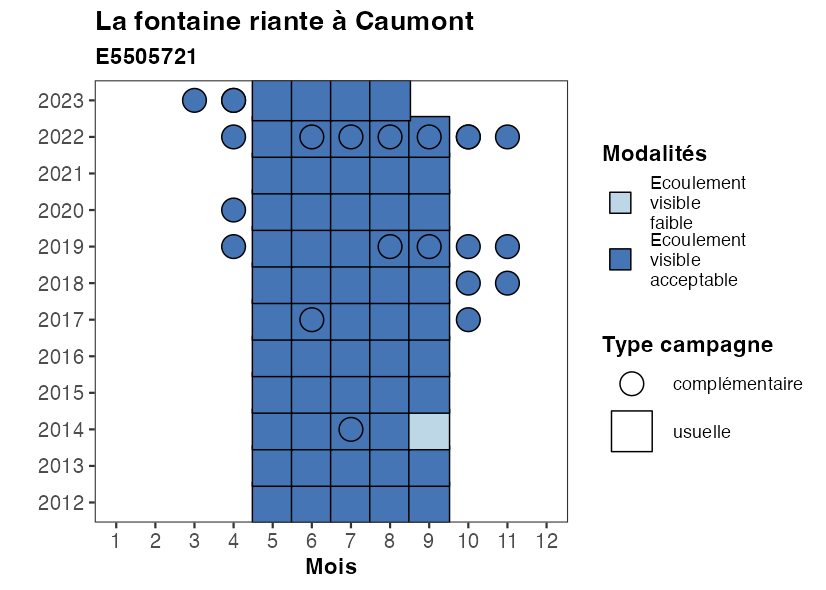 La fontaine riante à Caumont
E5505721
2023
2022
2021
2020
2019
2018
2017
2016
2015
2014
2013
2012
1 2 3 4 5 6 7 8 9 10 11 12
Mois
Modalités
Ecoulement
visible
faible
Ecoulement
visible
acceptable
Type campagne
complémentaire
usuelle